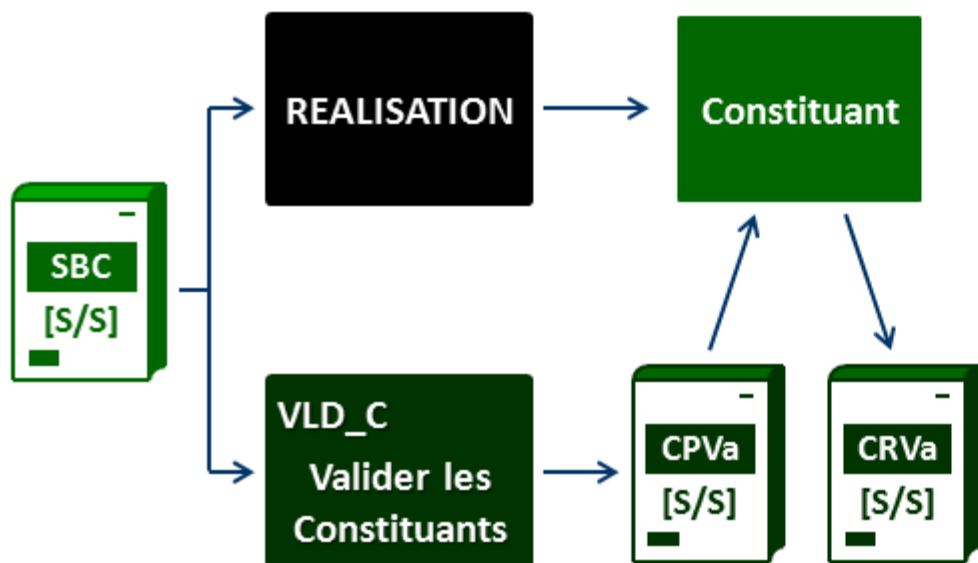 REALISATION
Constituant
SBC
[S/S]
VLD_C
Valider les
Constituants
CPVa
[S/S]
CRVa
[S/S]